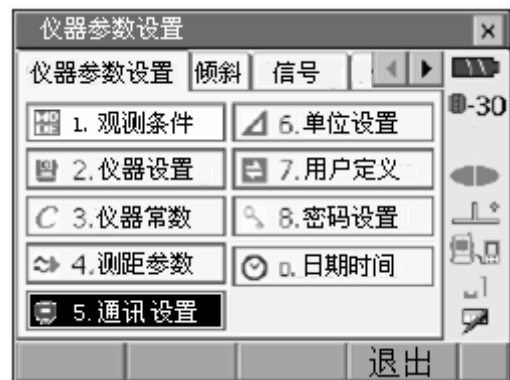 仪器参数设置
仪器参数设置 倾斜 信号
1. 观测条件
2. 仪器设置
3. 仪器常数
4. 测距参数
5. 通讯设置
6. 单位设置
7. 用户定义
8. 密码设置
0. 日期时间
-30
退出